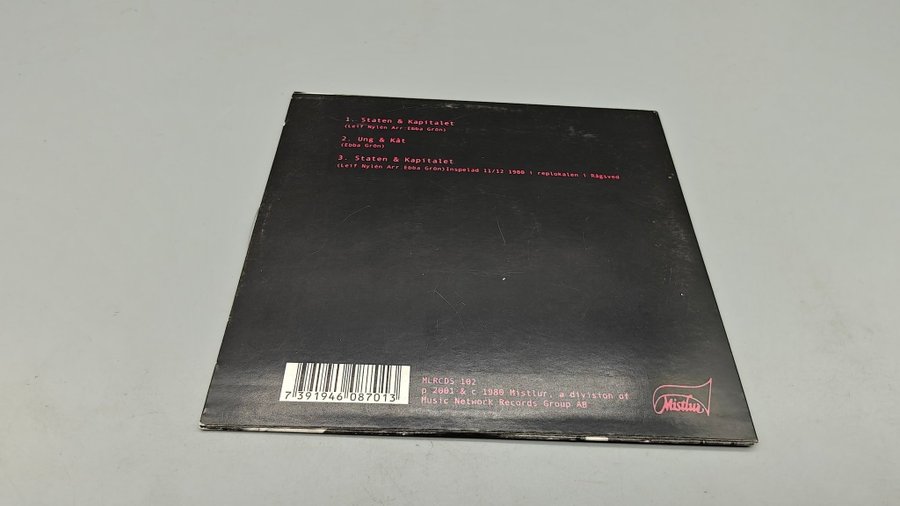 1. Staten & Kapitalet
(Leif Nylén Arr Ebba Grön)
2. Ung & Kåt
(Ebba Grön)
3. Staten & Kapitalet
(Leif Nylén Arr Ebba Grön)Inspelad 11/12 1980 i replokalen i Rågsved
MLRCDS 102
p 2001 & c 1980 Mistlur, a division of
Music Network Records Group AB
7 391946 087013
Mistlur